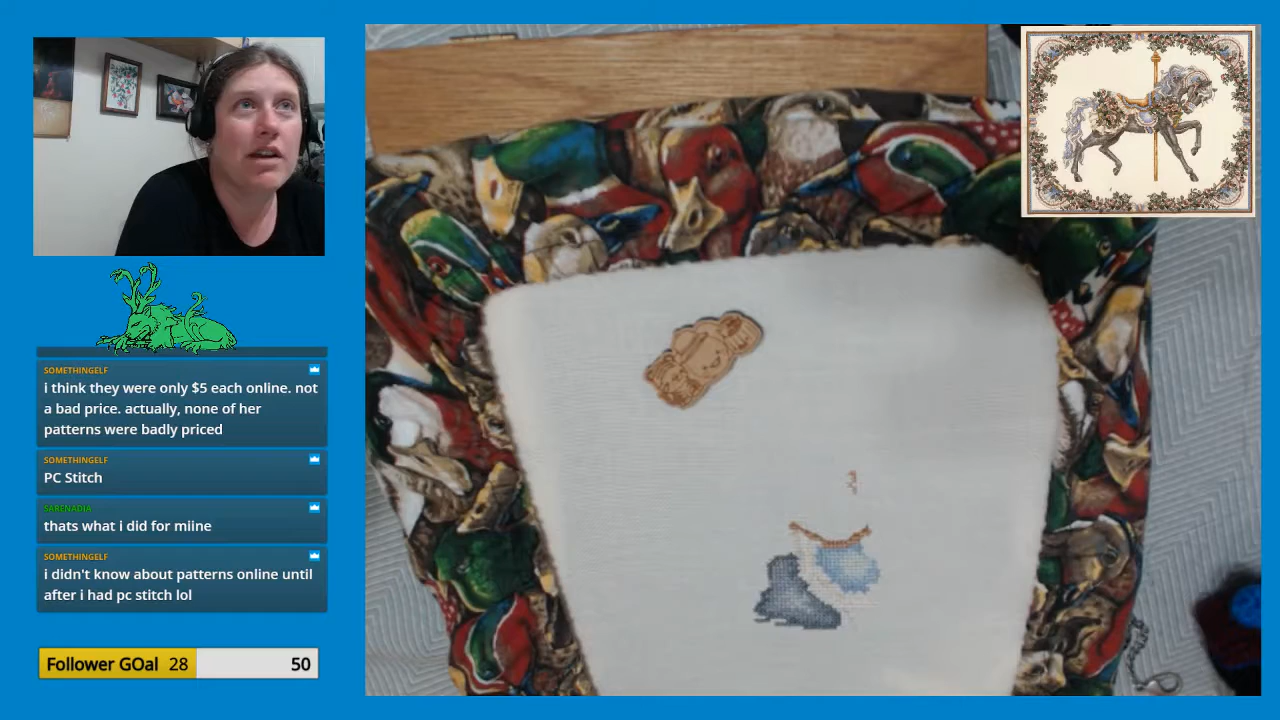 SOMETHINGELF
i think they were only $5 each online. not
a bad price. actually, none of her
patterns were badly priced
SOMETHINGELF
PC Stitch
SARENADIA
thats what i did for miine
SOMETHINGELF
i didn't know about patterns online until
after i had pc stitch lol
Follower GOal 28 50